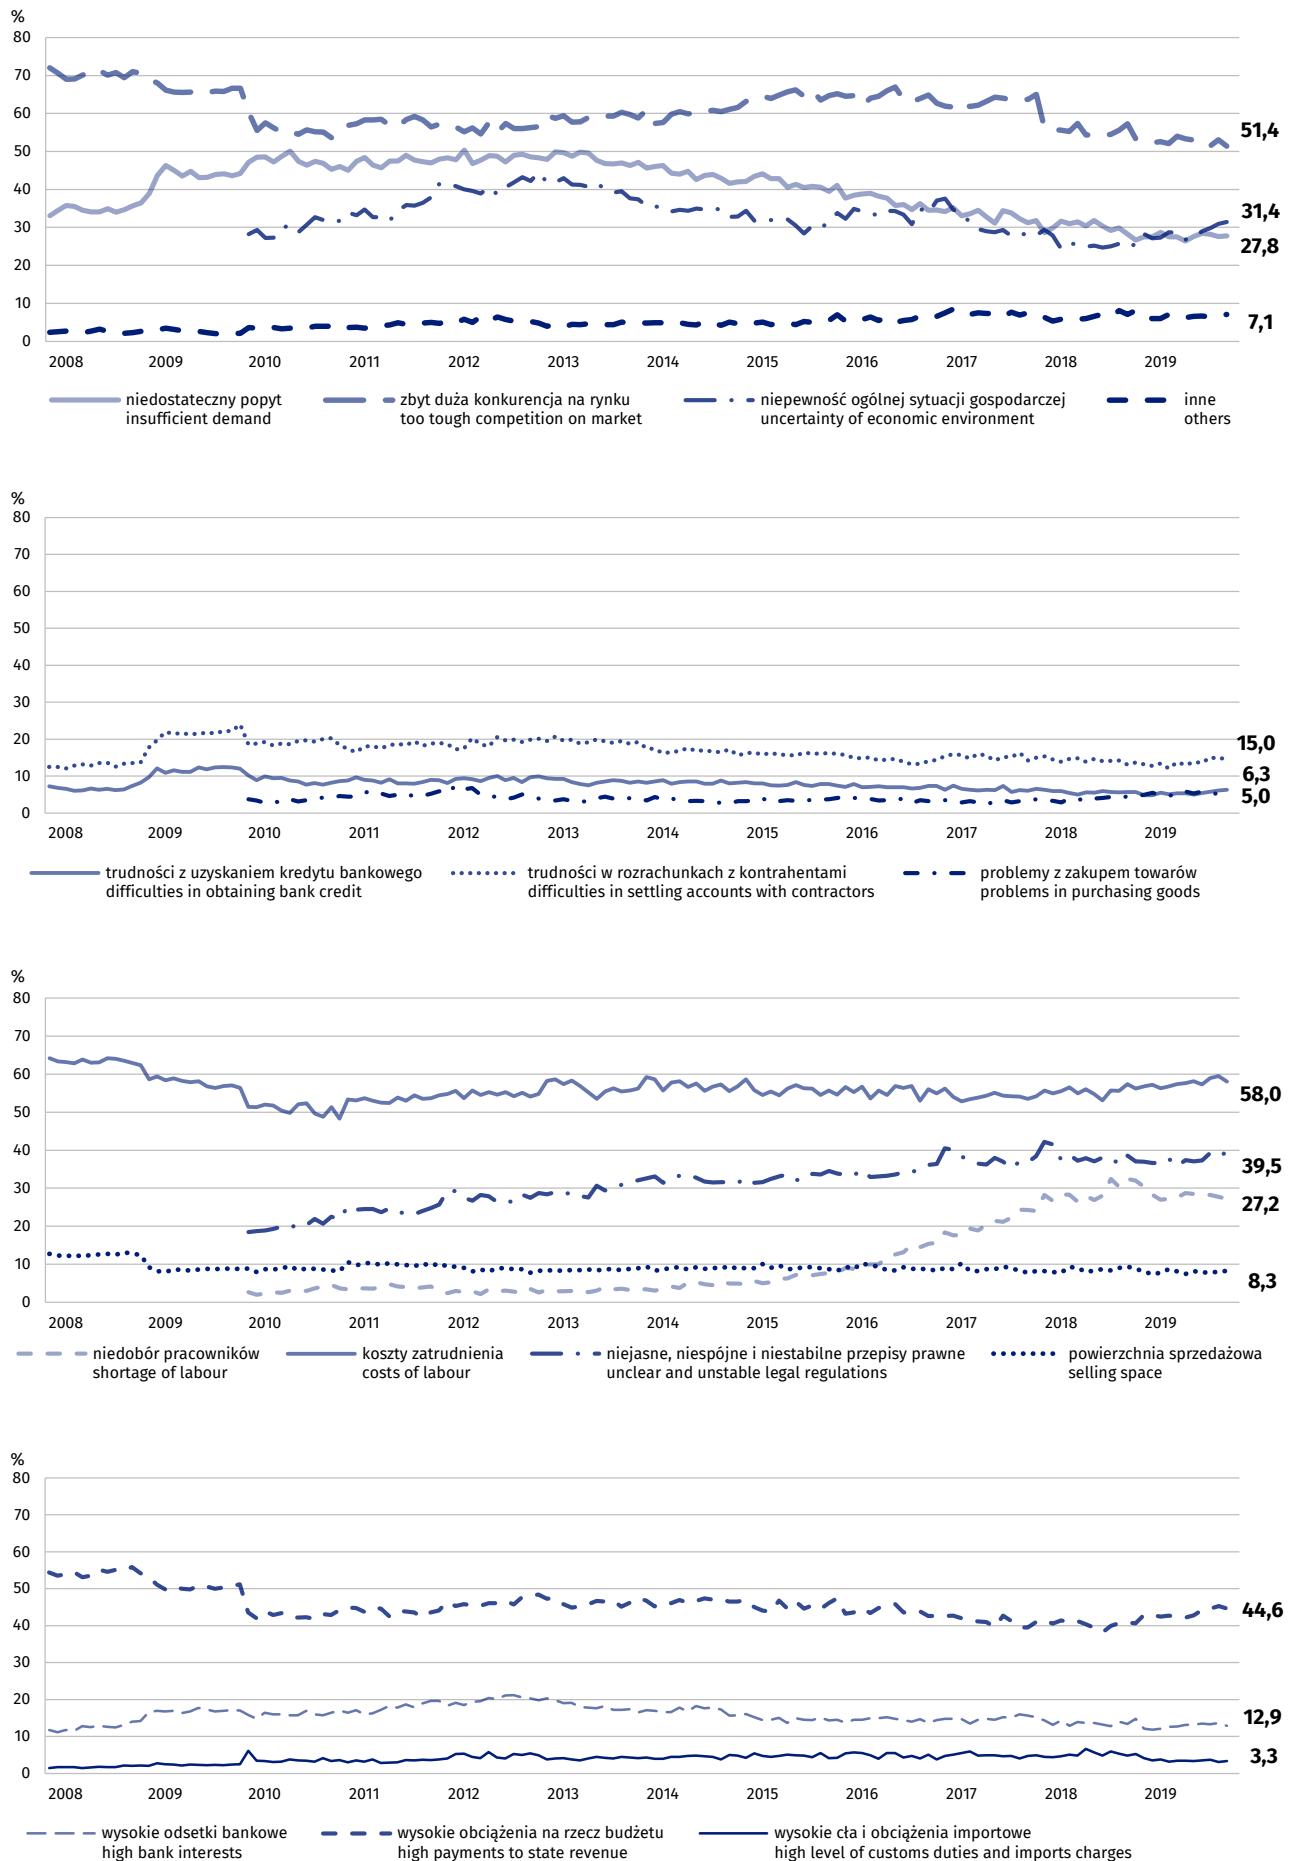 %
80
70
60
50
40
30
20
10
0
51,4
31,4
27,8
7,1
2008 2009 2010 2011 2012 2013 2014 2015 2016 2017 2018 2019
niedostateczny popyt
insufficient demand
zbyt duża konkurencja na rynku
too tough competition on market
niepewność ogólnej sytuacji gospodarczej
uncertainty of economic environment
inne
others
%
80
70
60
50
40
30
20
10
0
15,0
6,3
5,0
2008 2009 2010 2011 2012 2013 2014 2015 2016 2017 2018 2019
trudności z uzyskaniem kredytu bankowego
difficulties in obtaining bank credit
trudności w rozrachunkach z kontrahentami
difficulties in settling accounts with contractors
problemy z zakupem towarów
problems in purchasing goods
%
80
70
60
50
40
30
20
10
0
58,0
39,5
27,2
8,3
2008 2009 2010 2011 2012 2013 2014 2015 2016 2017 2018 2019
niedobór pracowników
shortage of labour
koszty zatrudnienia
costs of labour
niejasne, niespójne i niestabilne przepisy prawne
unclear and unstable legal regulations
powierzchnia sprzedażowa
selling space
%
80
70
60
50
40
30
20
10
0
44,6
12,9
3,3
2008 2009 2010 2011 2012 2013 2014 2015 2016 2017 2018 2019
wysokie odsetki bankowe
high bank interests
wysokie obciążenia na rzecz budżetu
high payments to state revenue
wysokie cła i obciążenia importowe
high level of customs duties and imports charges